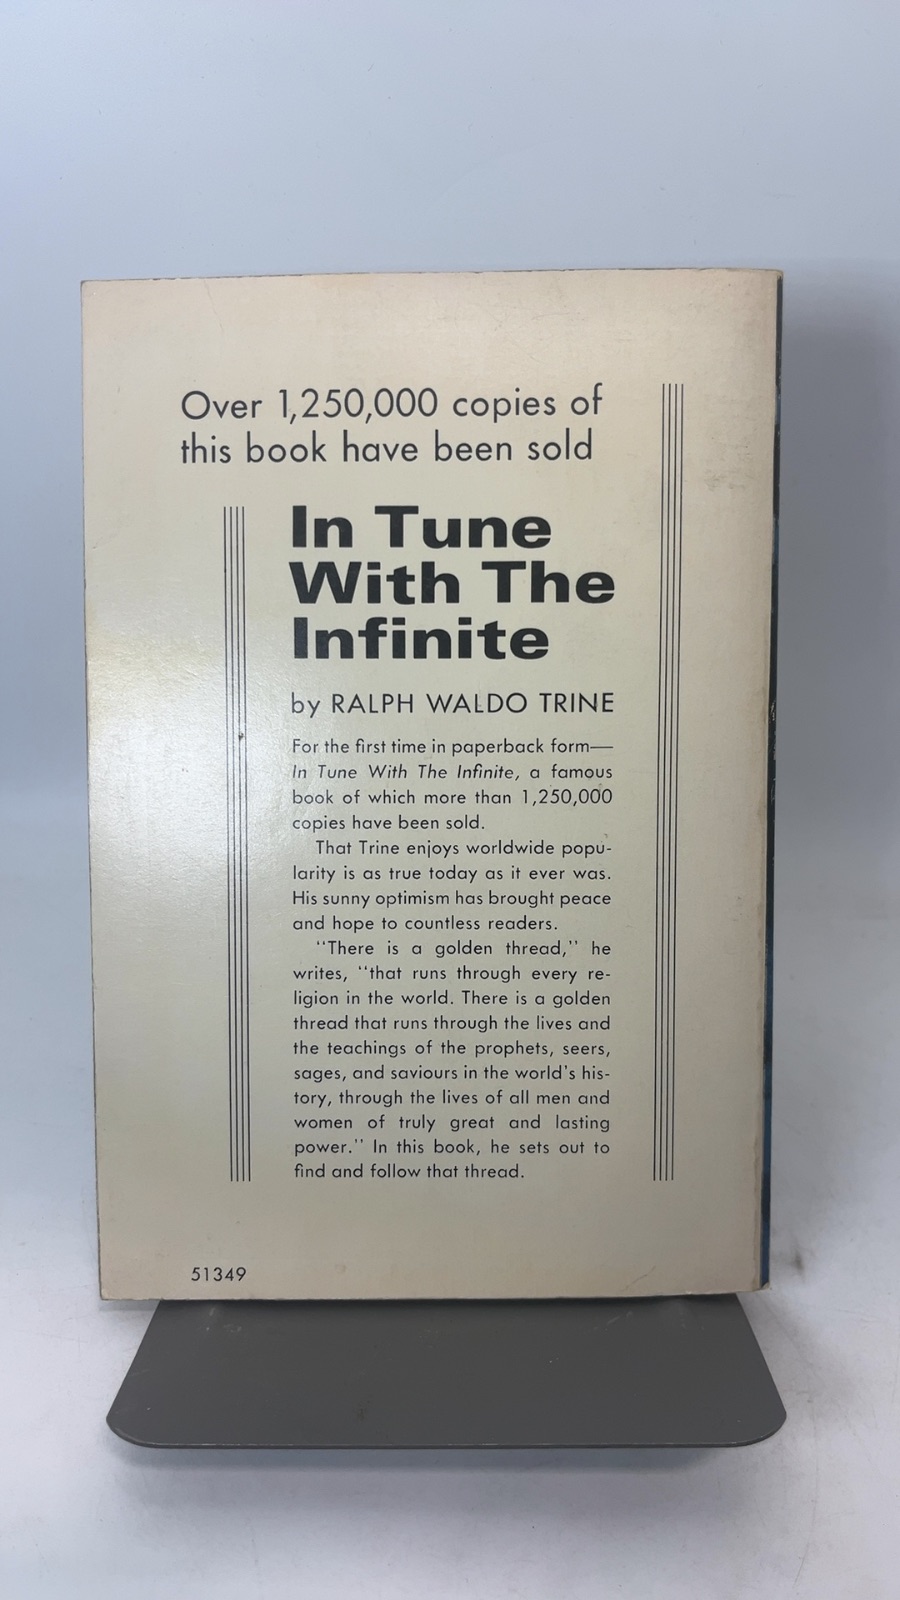 Over 1,250,000 copies of
this book have been sold
In Tune
With The
Infinite
by RALPH WALDO TRINE
For the first time in paperback form—
In Tune With The Infinite, a famous
book of which more than 1,250,000
copies have been sold.
That Trine enjoys worldwide popu-
larity is as true today as it ever was.
His sunny optimism has brought peace
and hope to countless readers.
"There is a golden thread," he
writes, "that runs through every re-
ligion in the world. There is a golden
thread that runs through the lives and
the teachings of the prophets, seers,
sages, and saviours in the world's his-
tory, through the lives of all men and
women of truly great and lasting
power." In this book, he sets out to
find and follow that thread.
51349